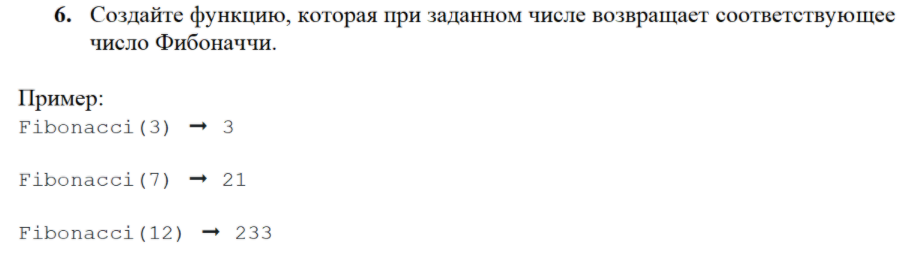 6. Создайте функцию, которая при заданном числе возвращает соответствующее
число Фибоначчи.
Пример:
Fibonacci(3) ➞ 3
Fibonacci(7) ➞ 21
Fibonacci(12) ➞ 233